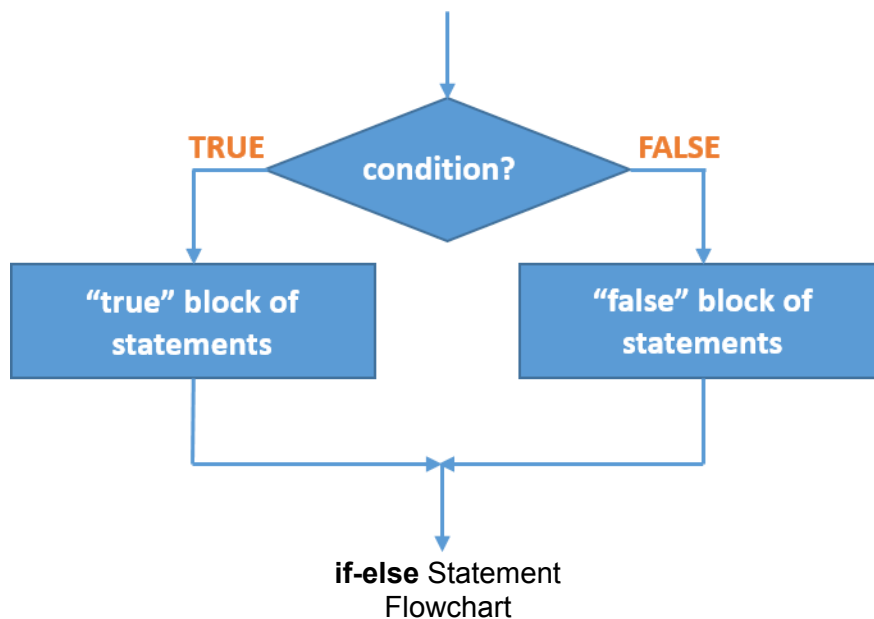 TRUE
FALSE
condition?
“true” block of
statements
“false” block of
statements
if-else Statement
Flowchart